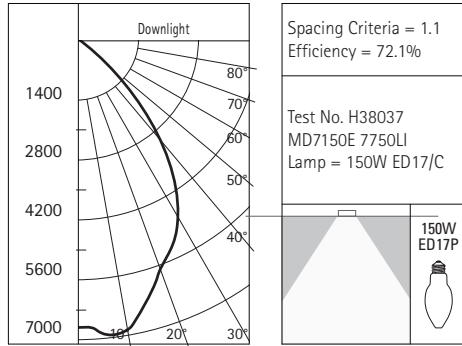 Downlight
80°
70°
60°
50°
40°
1400
2800
4200
5600
7000
10°
20°
30°
Spacing Criteria = 1.1
Efficiency = 72.1%
Test No. H38037
MD7150E 7750LI
Lamp = 150W ED17/C
150W
ED17P